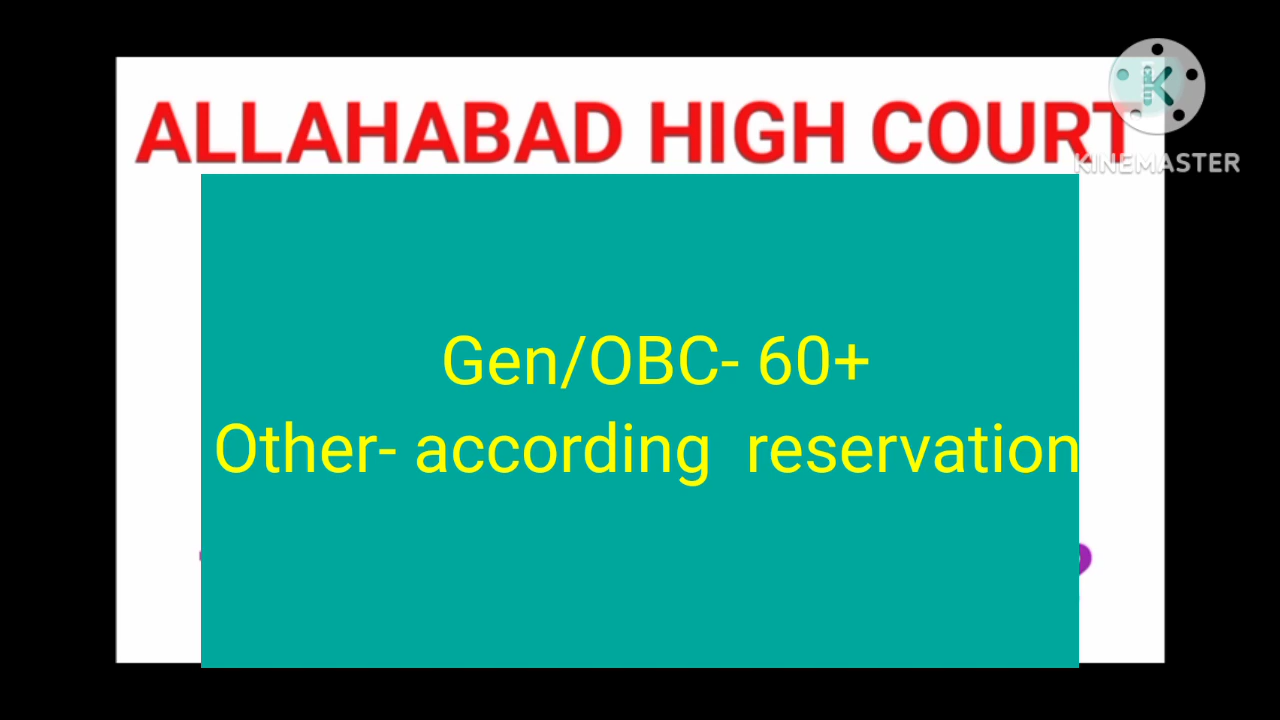 ALLAHABAD HIGH COURT
KINEMASTER
Gen/OBC- 60+
Other- according reservation